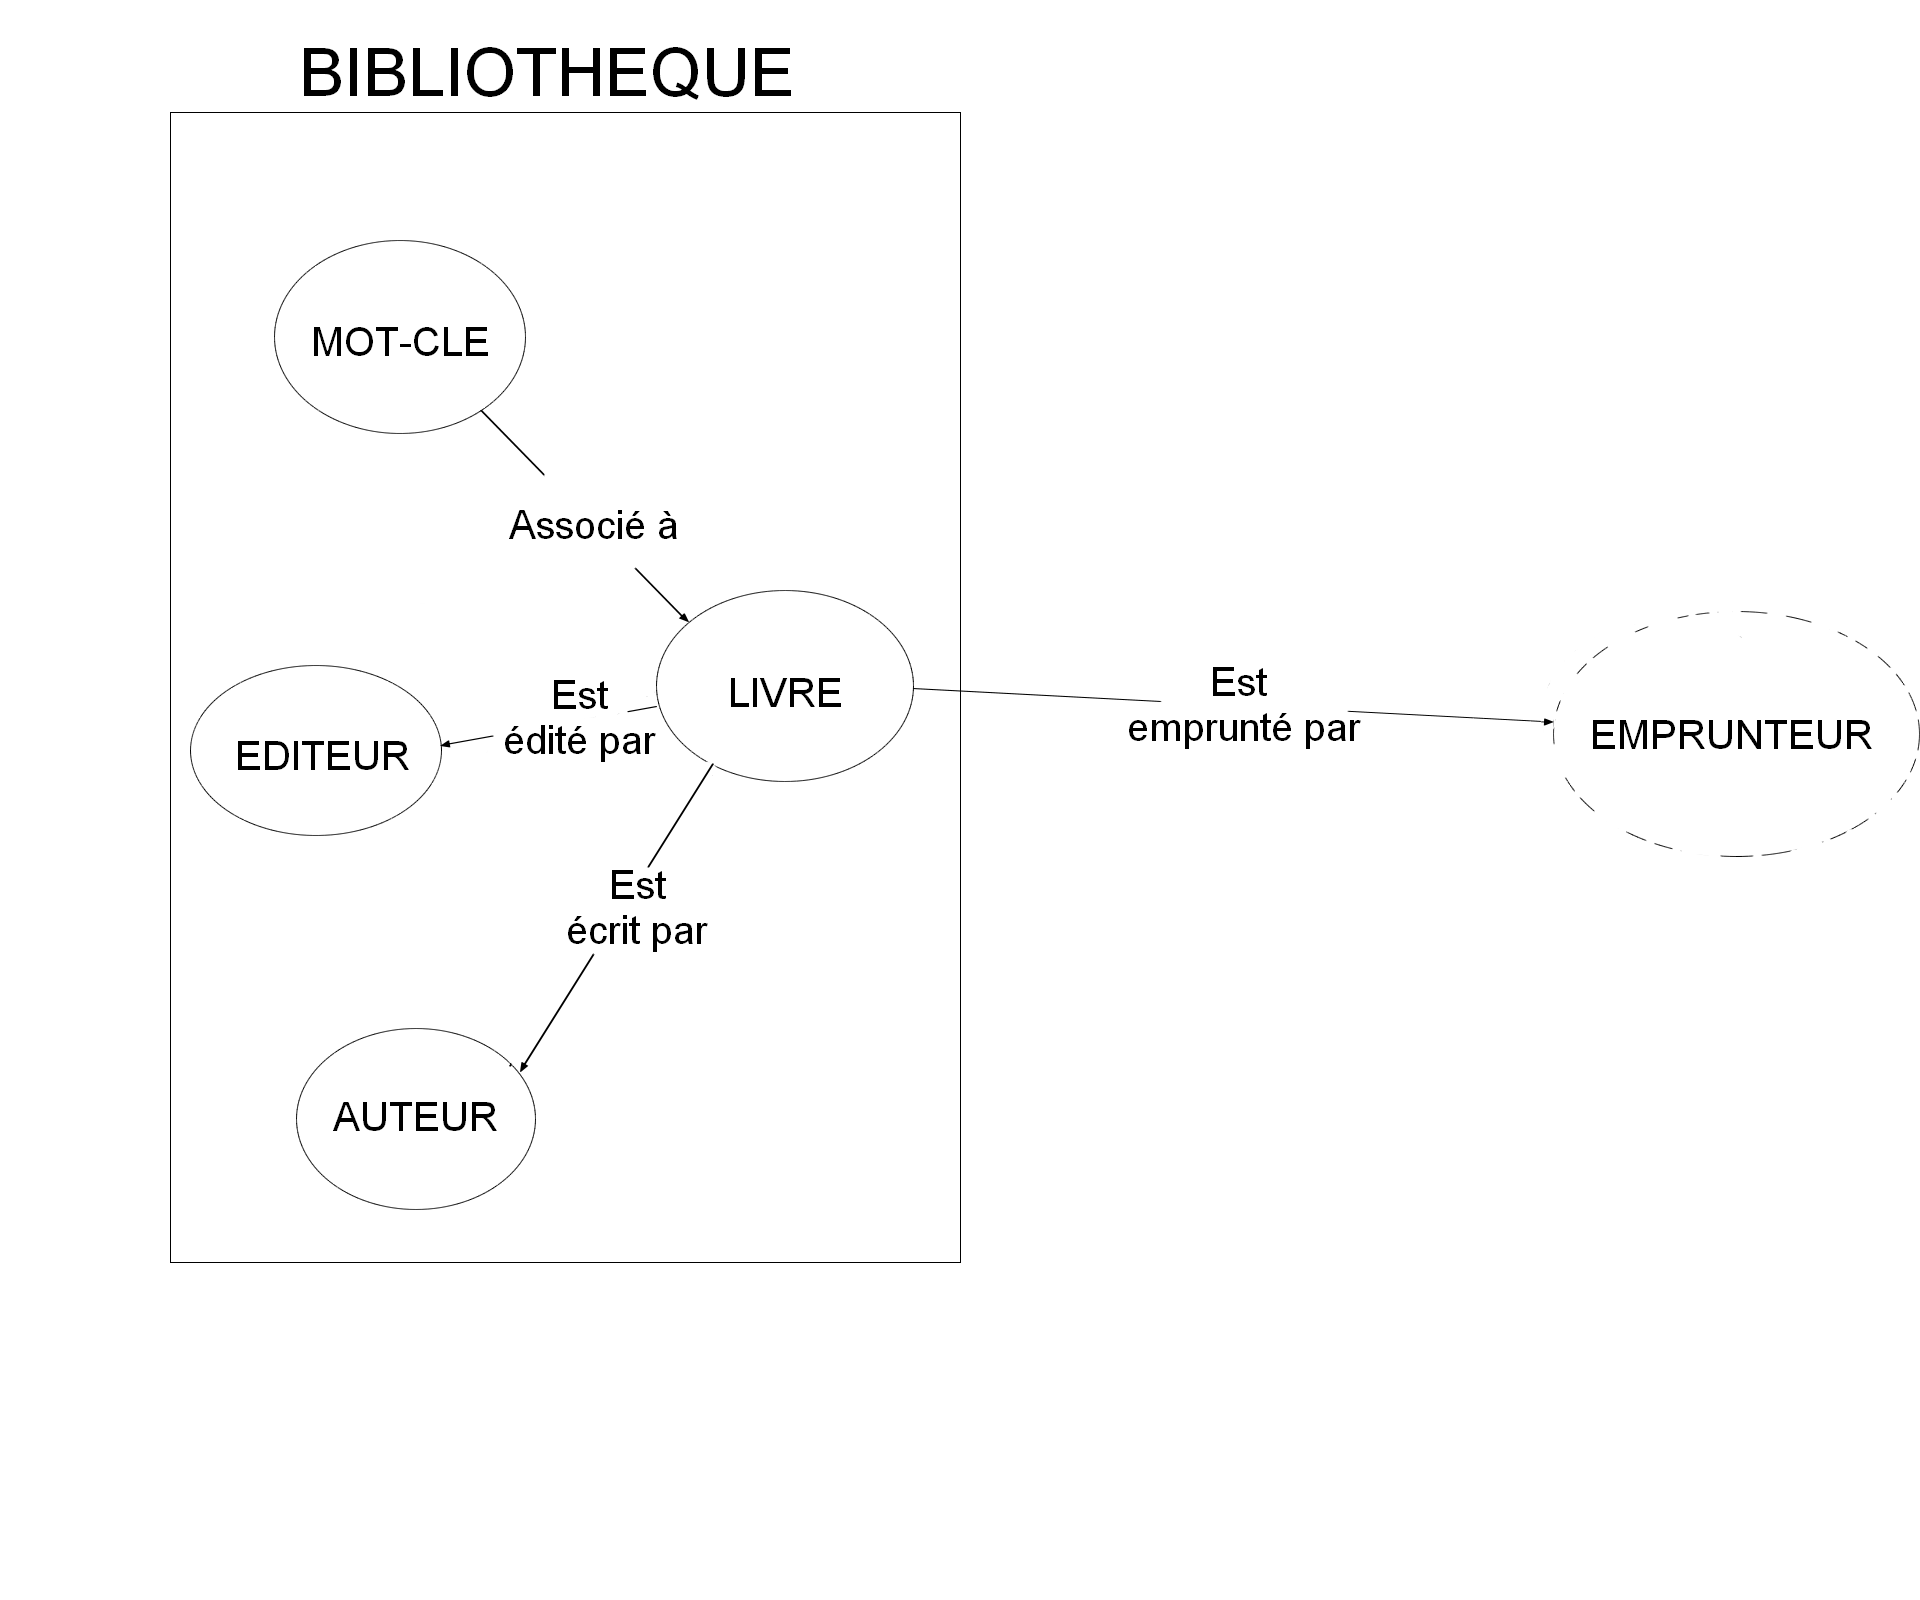 BIBLIOTHEQUE
MOT-CLE
Associé à
LIVRE
Est
édité par
EDITEUR
Est
emprunté par
EMPRUNTEUR
Est
écrit par
AUTEUR